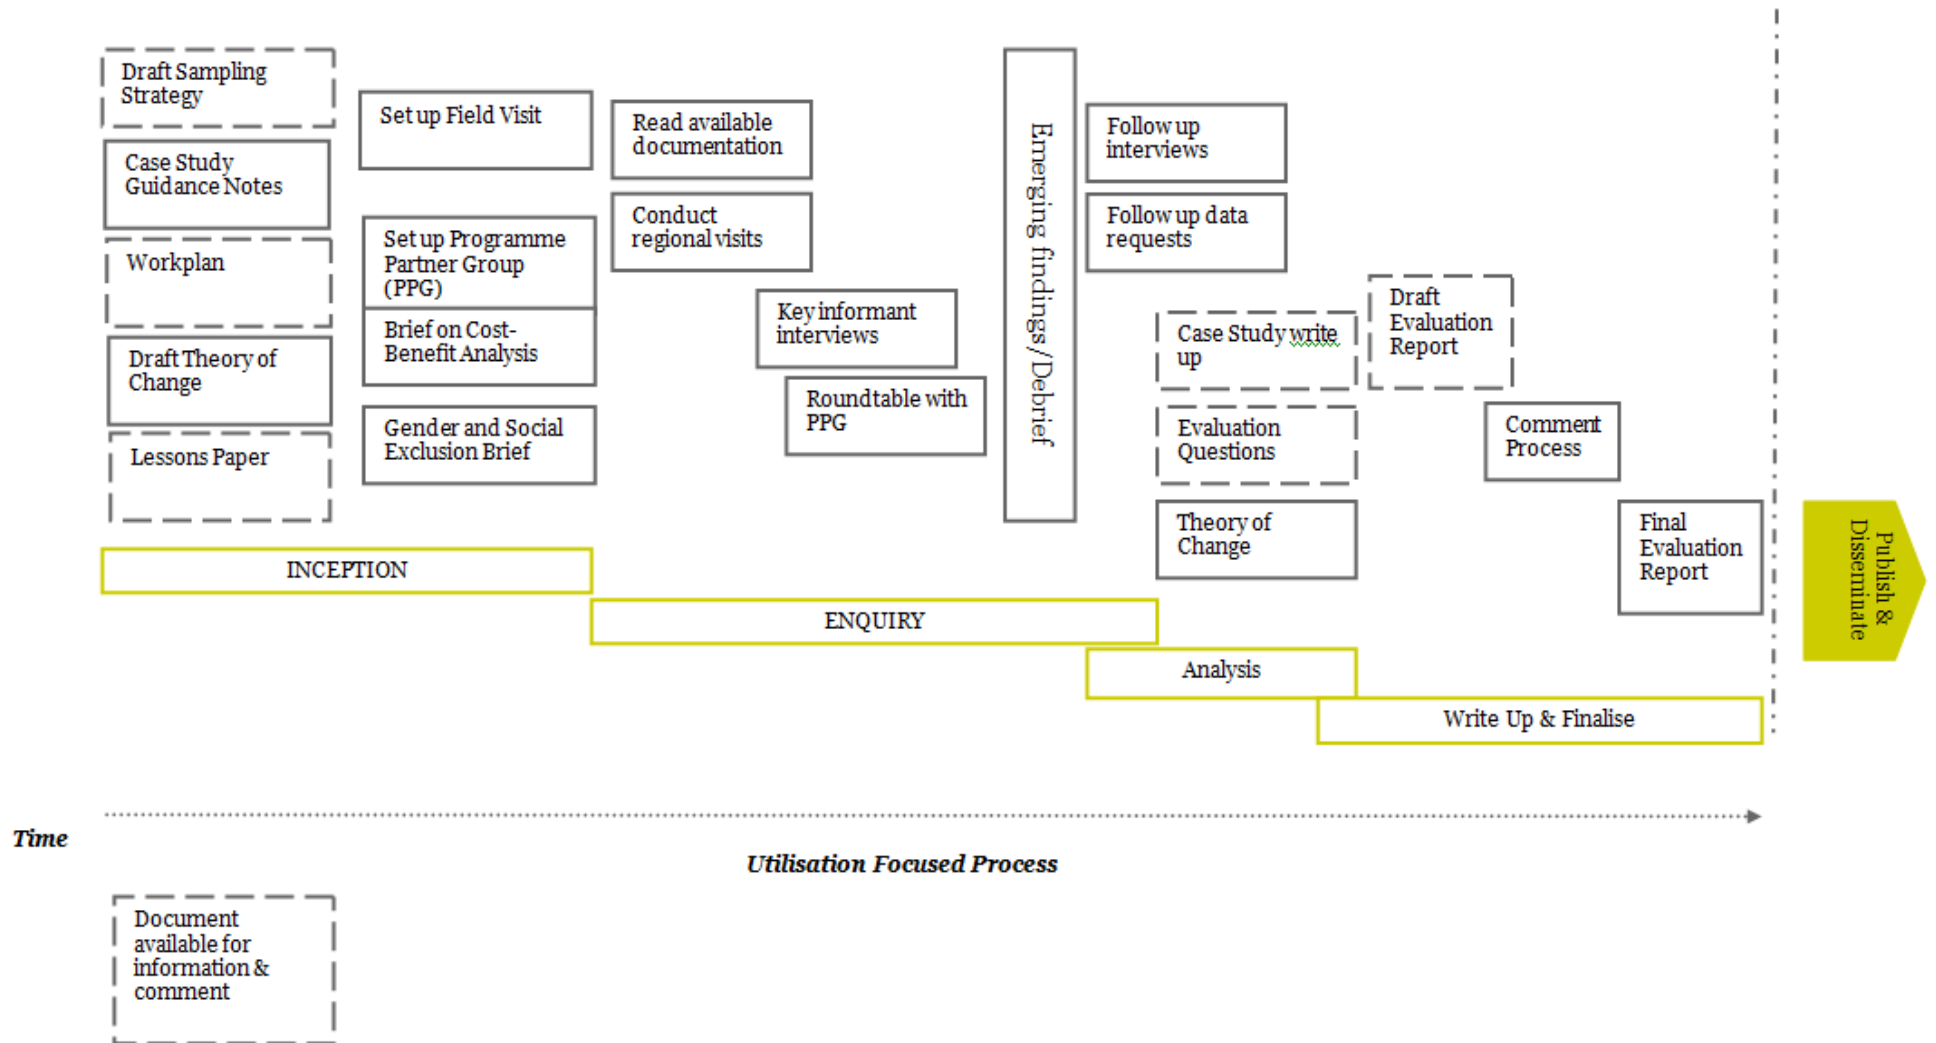 Draft Sampling
Strategy
Case Study
Guidance Notes
Workplan
Draft Theory of
Change
Lessons Paper
Set up Field Visit
Set up Programme
Partner Group
(PPG)
Brief on Cost-
Benefit Analysis
Gender and Social
Exclusion Brief
Read available
documentation
Conduct
regional visits
Key informant
interviews
Roundtable with
PPG
Emerging findings/Debrief
Follow up
interviews
Follow up data
requests
Case Study write
up
Evaluation
Questions
Theory of
Change
Draft
Evaluation
Report
Comment
Process
Final
Evaluation
Report
Publish &
Disseminate
INCEPTION
ENQUIRY
Analysis
Write Up & Finalise
Time
Utilisation Focused Process
Document
available for
information &
comment